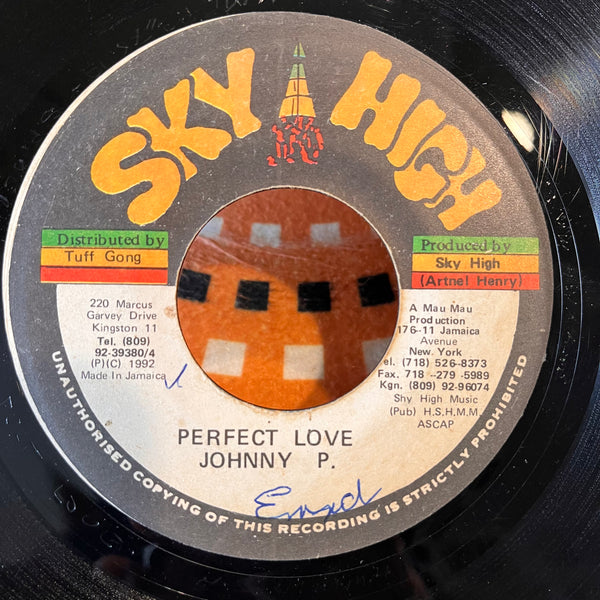 SKY HIGH
Distributed by
Tuff Gong
220 Marcus
Garvey Drive
Kingston 11
Tel. (809)
92-39380/4
(P)(C) 1992
Made In Jamaica
Produced by
Sky High
(Artnel Henry)
A Mau Mau
Production
176-11 Jamaica
Avenue
New York
el. (718) 526-8373
Fax. 718 -279 -5989
Kgn. (809) 92-96074
Shy High Music
(Pub) H.S,H.M.M.
ASCAP
PERFECT LOVE
JOHNNY P.
UNAUTHORISED COPYING OF THIS RECORDING IS STRICTLY PROHIBITED